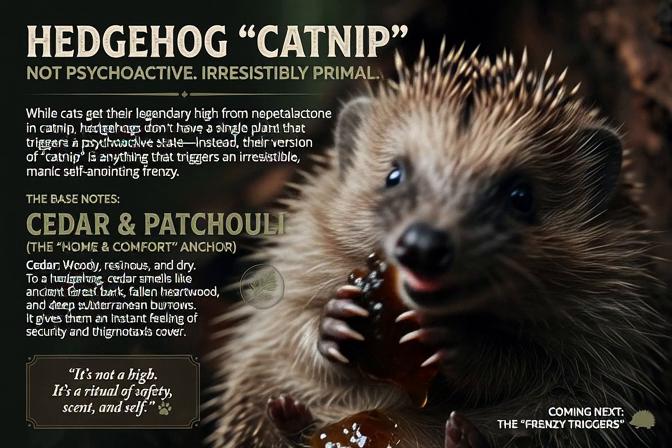 HEDGEHOG “CATNIP”
NOT PSYCHOACTIVE. IRRESISTIBLY PRIMAL.
While cats get their legendary high from nepetalactone
in catnip, hedgehogs don't have a single plant that
triggers a psychoactive state—Instead, their version
of “catnip” is anything that triggers an irresistible,
manic self-anointing frenzy.
THE BASE NOTES:
CEDAR & PATCHOULI
(THE “HOME & COMFORT” ANCHOR)
Cedar, Woody, resinous, and dry.
To a hedgehog, cedar smells like
ancient forest bark, fallen heartwood,
and deep subterranean burrows.
It gives them an instant feeling of
security and thigmotaxis cover.
“It's not a high.
It's a ritual of safety,
scent, and self.”
COMING NEXT:
THE “FRENZY TRIGGERS”